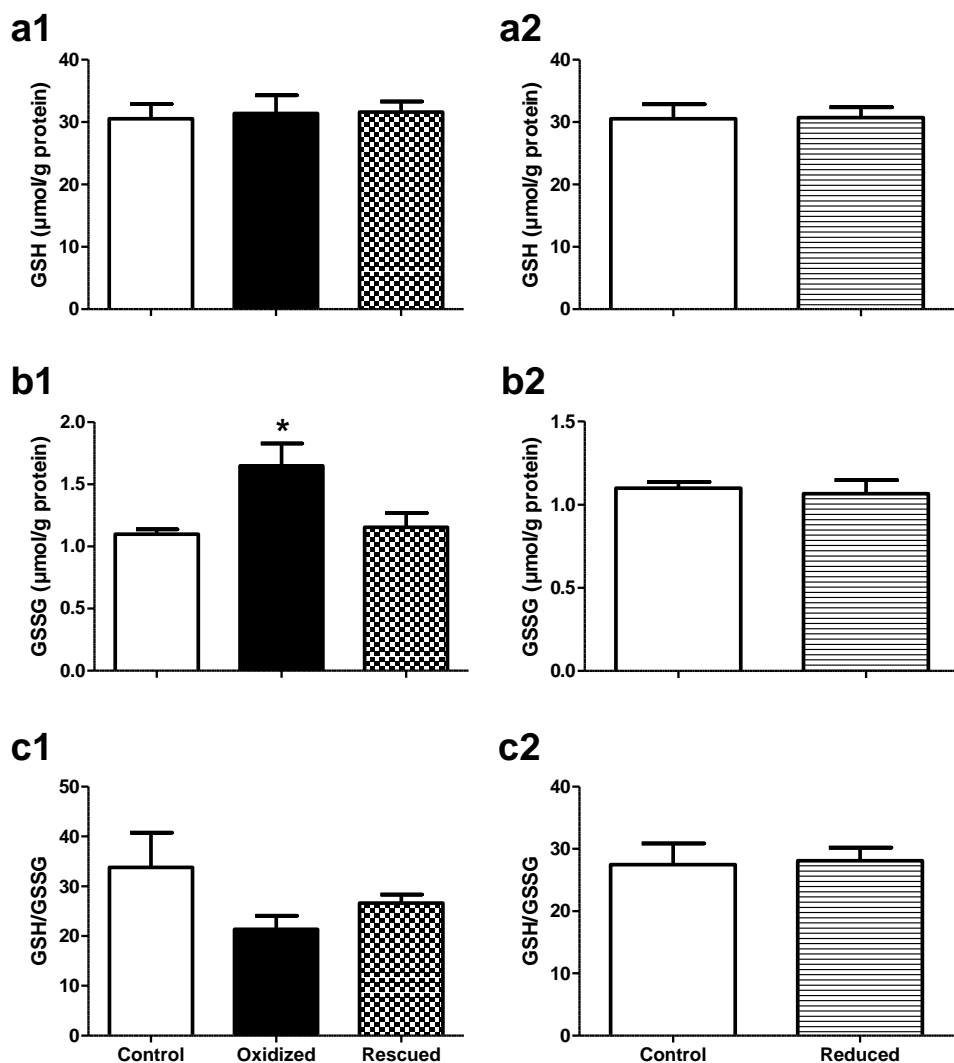 a1
a2
40
30
20
10
0
GSH (µmol/g protein)
40
30
20
10
0
GSH (µmol/g protein)
b1
b2
2.0
1.5
1.0
0.5
0.0
GSSG (µmol/g protein)
*
1.5
1.0
0.5
0.0
GSSG (µmol/g protein)
c1
c2
50
40
30
20
10
0
GSH/GSSG
Control Oxidized Rescued
40
30
20
10
0
GSH/GSSG
Control Reduced